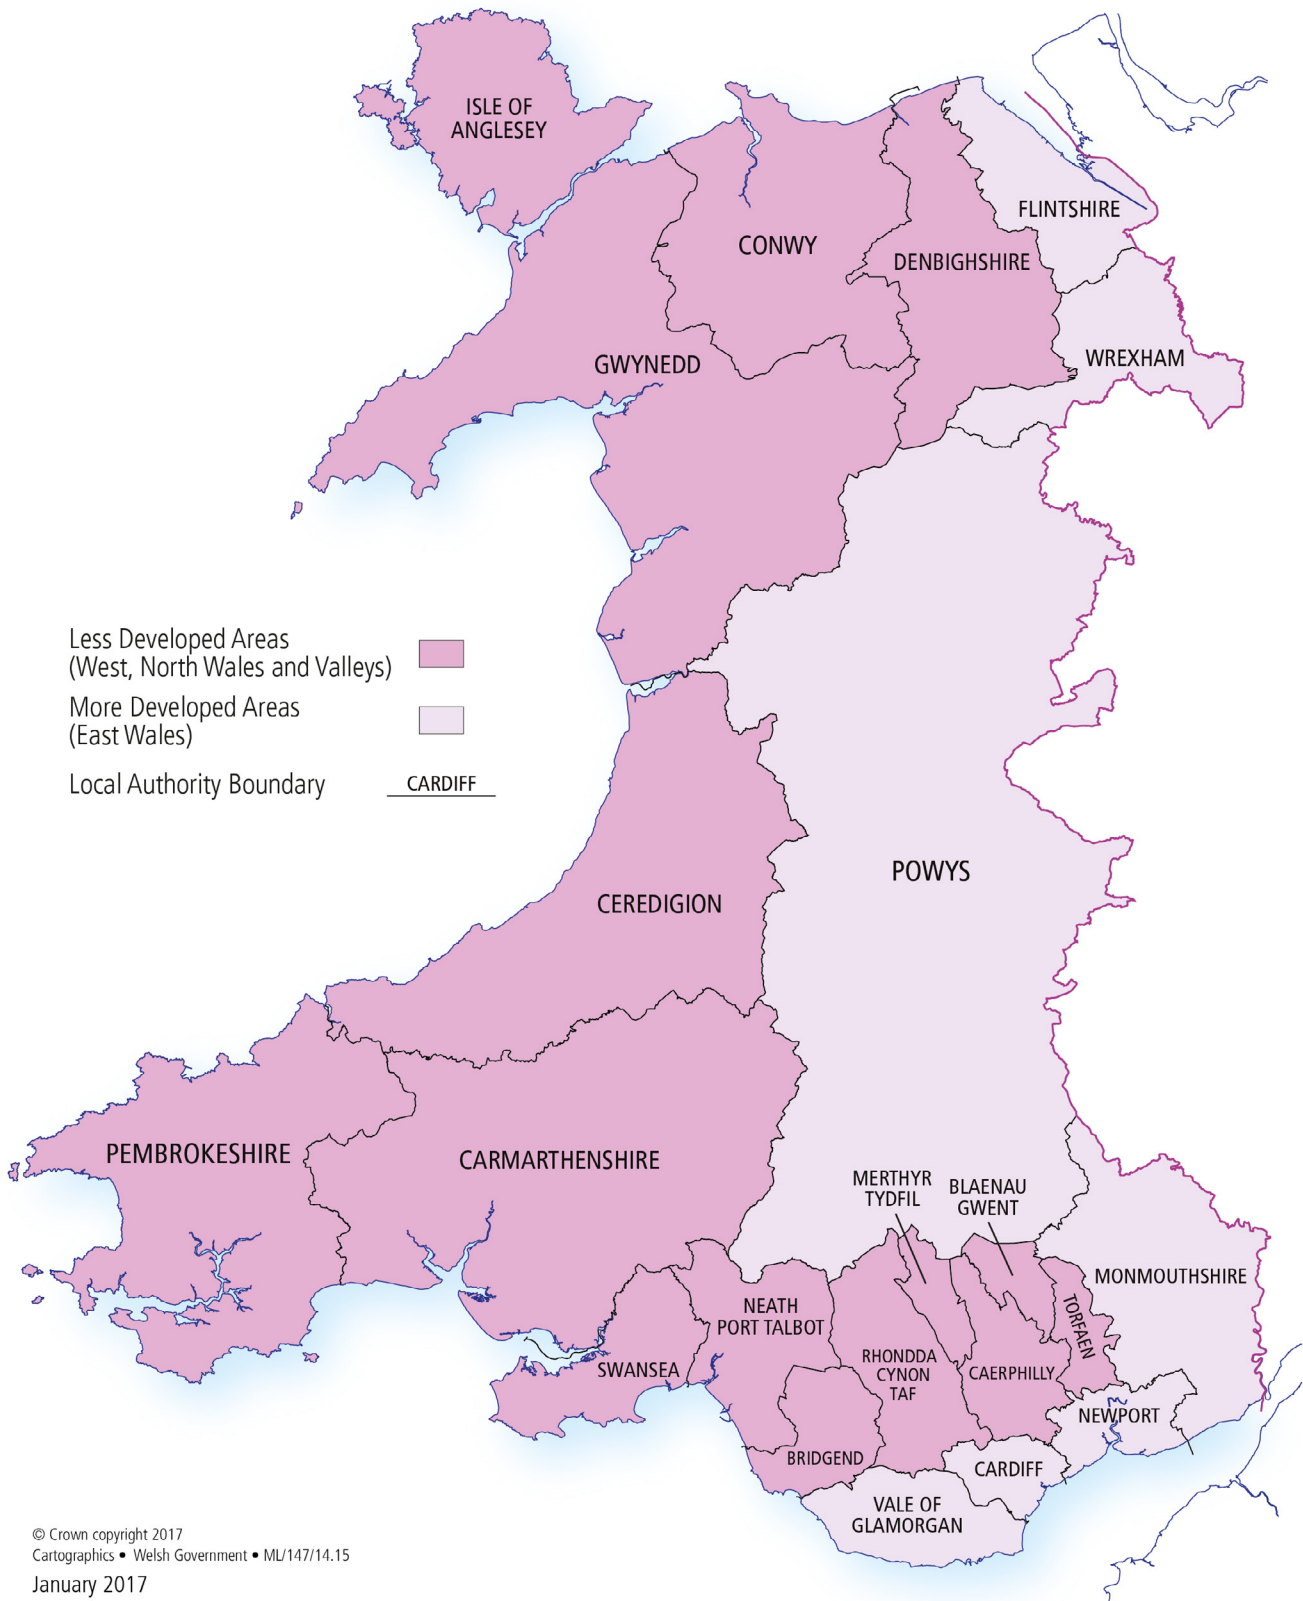 ISLE OF
ANGLESEY
FLINTSHIRE
CONWY
DENBIGHSHIRE
WREXHAM
GWYNEDD
Less Developed Areas
(West, North Wales and Valleys)
More Developed Areas
(East Wales)
Local Authority Boundary
CARDIFF
POWYS
CEREDIGION
PEMBROKESHIRE
CARMARTHENSHIRE
MERTHYR
TYDFIL
BLAENAU
GWENT
MONMOUTHSHIRE
NEATH
PORT TALBOT
TORFAEN
SWANSEA
RHONDDA
CYNON
TAF
CAERPHILLY
NEWPORT
BRIDGEND
CARDIFF
VALE OF
GLAMORGAN
© Crown copyright 2017
Cartographics • Welsh Government • ML/147/14.15
January 2017